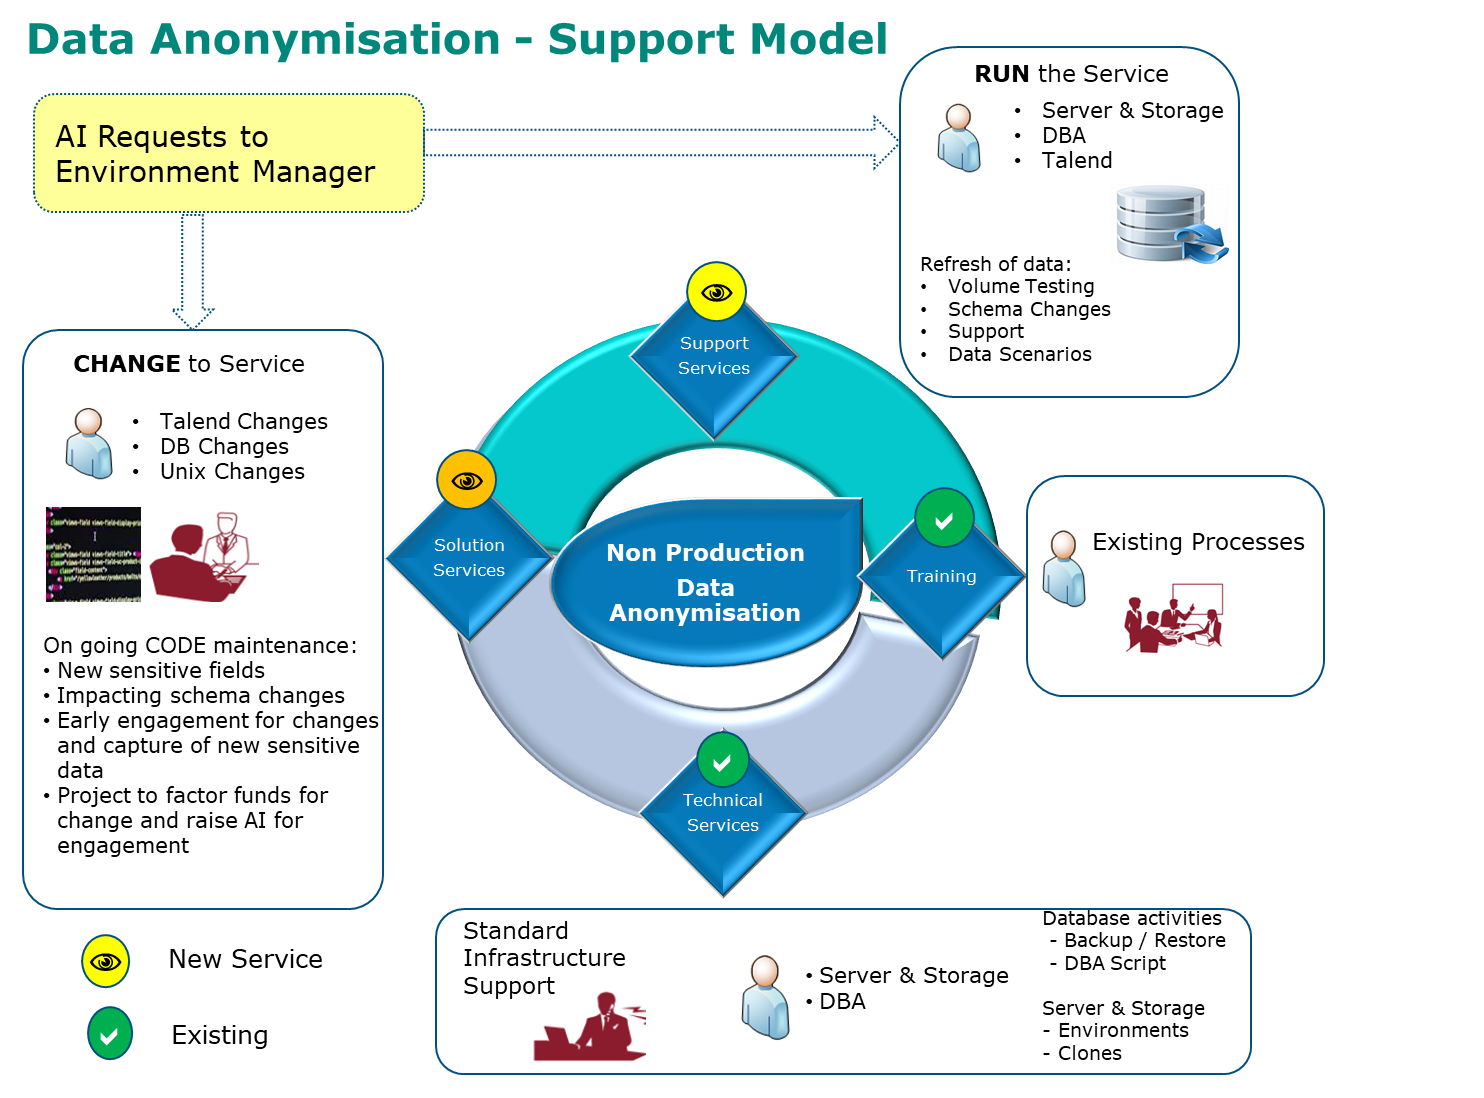 Data Anonymisation - Support Model
AI Requests to
Environment Manager
RUN the Service
• Server & Storage
• DBA
• Talend
Refresh of data:
• Volume Testing
• Schema Changes
• Support
• Data Scenarios
CHANGE to Service
• Talend Changes
• DB Changes
• Unix Changes
On going CODE maintenance:
• New sensitive fields
• Impacting schema changes
• Early engagement for changes
and capture of new sensitive
data
• Project to factor funds for
change and raise AI for
engagement
Support
Services
Solution
Services
Non Production
Data
Anonymisation
Training
Technical
Services
Existing Processes
New Service
Existing
Standard
Infrastructure
Support
• Server & Storage
• DBA
Database activities
- Backup / Restore
- DBA Script
Server & Storage
- Environments
- Clones